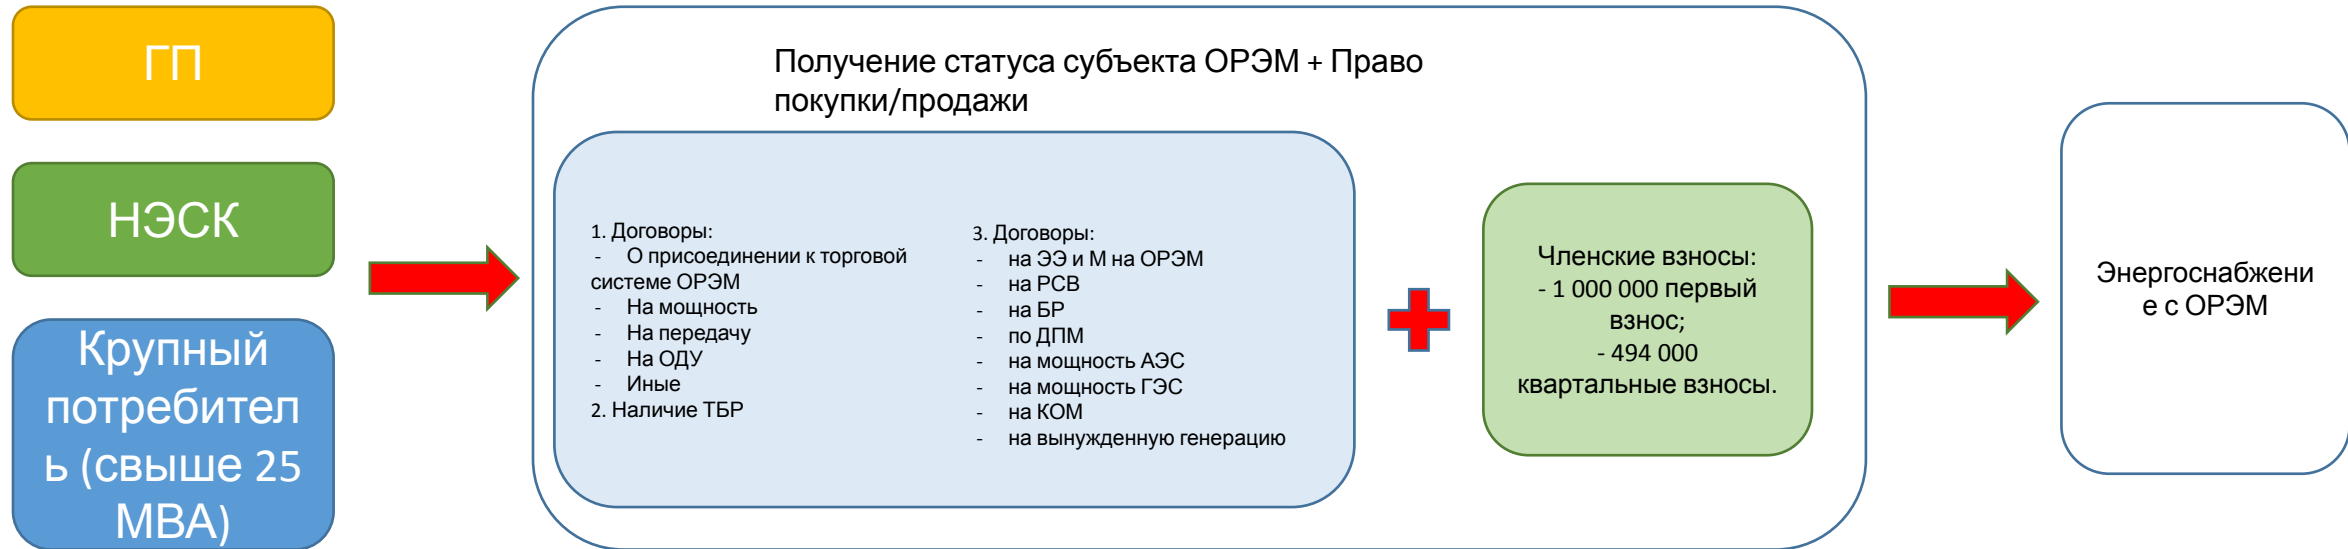 ГП
НЭСК
Крупный
потребител
ь (свыше 25
МВА)
Получение статуса субъекта ОРЭМ + Право
покупки/продажи
1. Договоры:
- О присоединении к торговой
системе ОРЭМ
- На мощность
- На передачу
- На ОДУ
- Иные
2. Наличие ТБР
3. Договоры:
- на ЭЭ и М на ОРЭМ
- на РСВ
- на БР
- по ДПМ
- на мощность АЭС
- на мощность ГЭС
- на КОМ
- на вынужденную генерацию
Членские взносы:
- 1 000 000 первый
взнос;
- 494 000
квартальные взносы.
Энергоснабжени
е с ОРЭМ